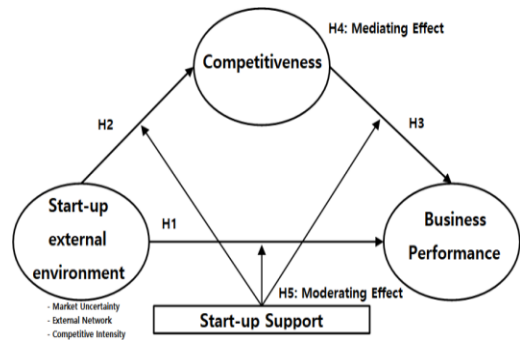 H4: Mediating Effect
Competitiveness
H2
H3
Start-up
external
environment
H1
Business
Performance
- Market Uncertainty
- External Network
- Competitive Intensity
H5: Moderating Effect
Start-up Support